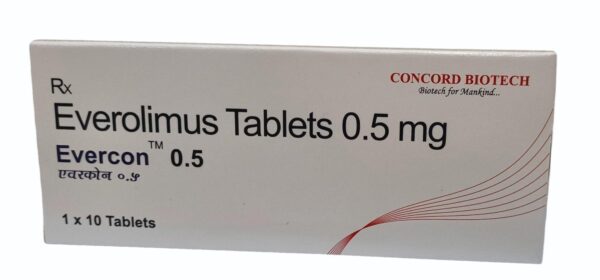 Rx
CONCORD BIOTECH
Biotech for Mankind...
Everolimus Tablets 0.5 mg
Evercon™ 0.5
एवरकोन ०.५
1 x 10 Tablets